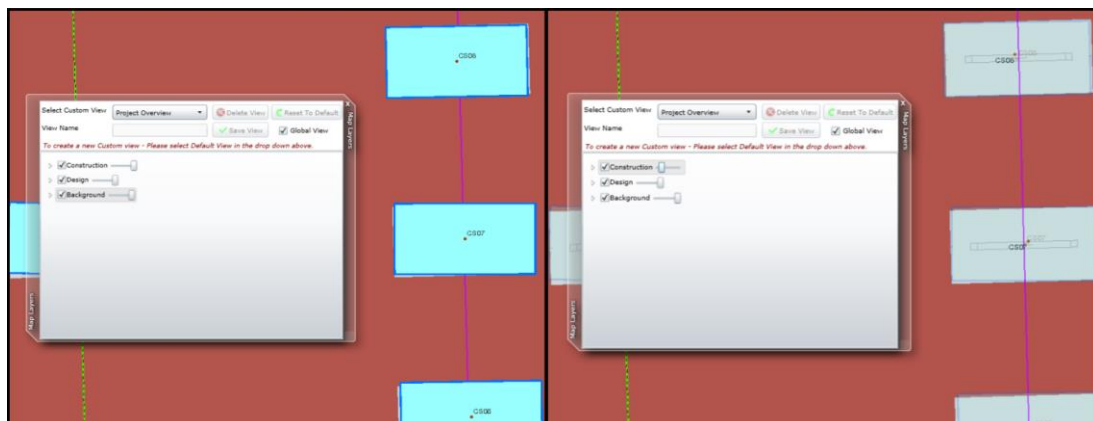 CS06
Select Custom View Project Overview Delete View Reset To Default
View Name Save View Global View
To create a new Custom view - Please select Default View in the drop down above.
Construction
Design
Background
Map Layers
Map Layers
CS07
CS08
CS06
Select Custom View Project Overview Delete View Reset To Default
View Name Save View Global View
To create a new Custom view - Please select Default View in the drop down above.
Construction
Design
Background
Map Layers
Map Layers
CS07